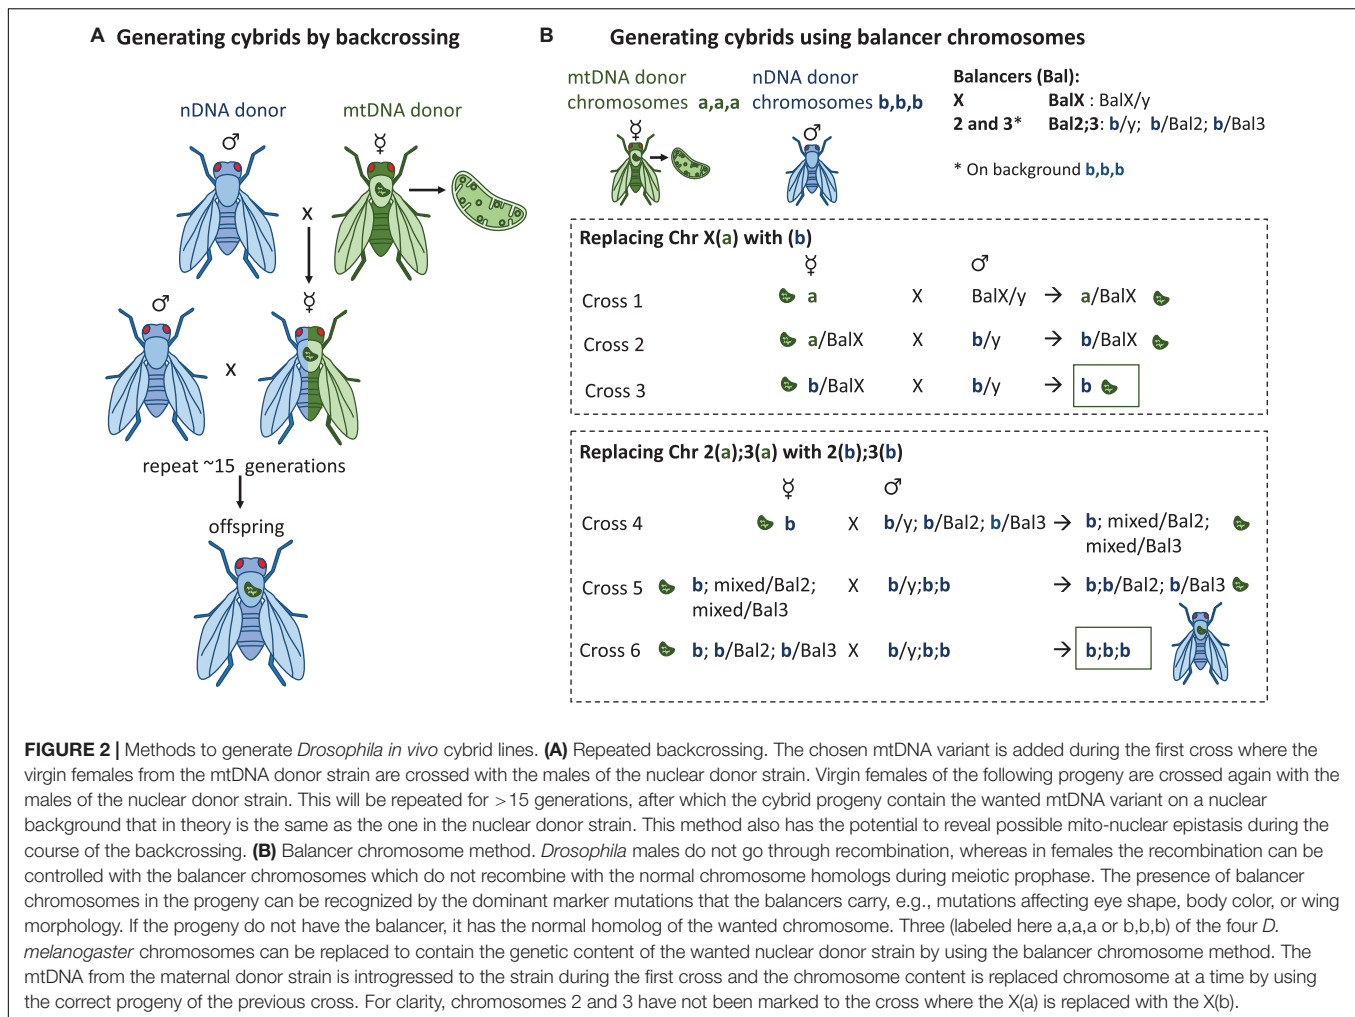 A Generating cybrids by backcrossing
nDNA donor
mtDNA donor
♂
☿
X
♂
☿
X
repeat ~15 generations
offspring
B Generating cybrids using balancer chromosomes
mtDNA donor
chromosomes a,a,a
☿
nDNA donor
chromosomes b,b,b
♂
Balancers (Bal):
X BalX : BalX/y
2 and 3* Bal2;3: b/y; b/Bal2; b/Bal3
* On background b,b,b
Replacing Chr X(a) with (b)
☿ ♂
Cross 1 a X BalX/y → a/BalX
Cross 2 a/BalX X b/y → b/BalX
Cross 3 b/BalX X b/y → b
Replacing Chr 2(a);3(a) with 2(b);3(b)
☿ ♂
Cross 4 b X b/y; b/Bal2; b/Bal3 → b; mixed/Bal2;
mixed/Bal3
Cross 5 b; mixed/Bal2; X b/y;b;b → b;b/Bal2; b/Bal3
mixed/Bal3
Cross 6 b; b/Bal2; b/Bal3 X b/y;b;b → b;b;b
FIGURE 2 | Methods to generate Drosophila in vivo cybrid lines. (A) Repeated backcrossing. The chosen mtDNA variant is added during the first cross where the
virgin females from the mtDNA donor strain are crossed with the males of the nuclear donor strain. Virgin females of the following progeny are crossed again with the
males of the nuclear donor strain. This will be repeated for >15 generations, after which the cybrid progeny contain the wanted mtDNA variant on a nuclear
background that in theory is the same as the one in the nuclear donor strain. This method also has the potential to reveal possible mito-nuclear epistasis during the
course of the backcrossing. (B) Balancer chromosome method. Drosophila males do not go through recombination, whereas in females the recombination can be
controlled with the balancer chromosomes which do not recombine with the normal chromosome homologs during meiotic prophase. The presence of balancer
chromosomes in the progeny can be recognized by the dominant marker mutations that the balancers carry, e.g., mutations affecting eye shape, body color, or wing
morphology. If the progeny do not have the balancer, it has the normal homolog of the wanted chromosome. Three (labeled here a,a,a or b,b,b) of the four D.
melanogaster chromosomes can be replaced to contain the genetic content of the wanted nuclear donor strain by using the balancer chromosome method. The
mtDNA from the maternal donor strain is introgressed to the strain during the first cross and the chromosome content is replaced chromosome at a time by using
the correct progeny of the previous cross. For clarity, chromosomes 2 and 3 have not been marked to the cross where the X(a) is replaced with the X(b).